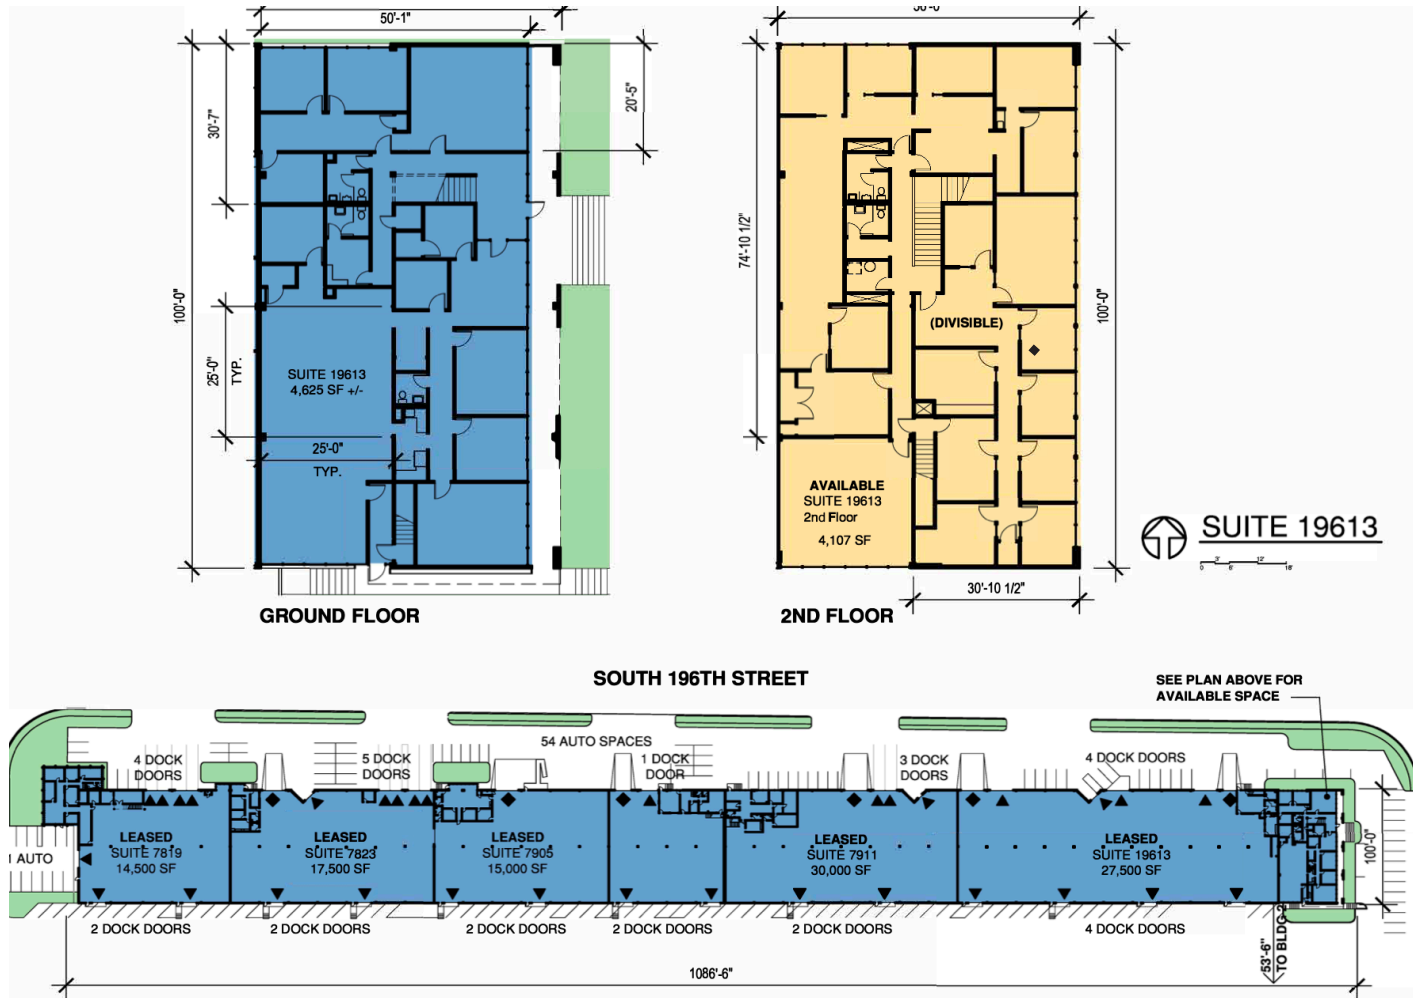 50'-1"
30'-7"
20'-5"
100'-0"
25'-0"
TYP.
SUITE 19613
4,625 SF +/-
25'-0"
TYP.
GROUND FLOOR
74'-10 1/2"
100'-0"
(DIVISIBLE)
AVAILABLE
SUITE 19613
2nd Floor
4,107 SF
30'-10 1/2"
2ND FLOOR
SUITE 19613
0 3' 6' 12' 18'
SOUTH 196TH STREET
SEE PLAN ABOVE FOR
AVAILABLE SPACE
54 AUTO SPACES
4 DOCK
DOORS
5 DOCK
DOORS
1 DOCK
DOOR
3 DOCK
DOORS
4 DOCK DOORS
AUTO
LEASED
SUITE 7819
14,500 SF
LEASED
SUITE 7823
17,500 SF
LEASED
SUITE 7905
15,000 SF
LEASED
SUITE 7911
30,000 SF
LEASED
SUITE 19613
27,500 SF
100'-0"
2 DOCK DOORS
2 DOCK DOORS
2 DOCK DOORS
2 DOCK DOORS
2 DOCK DOORS
4 DOCK DOORS
53'-6"
TO BLDG 2
1086'-6"